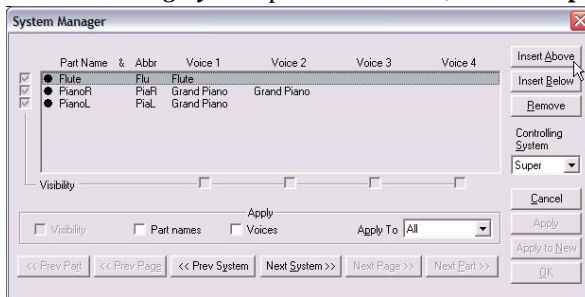 System Manager
Part Name & Abbr Voice 1 Voice 2 Voice 3 Voice 4
Flute Flu Flute
PianoR PiaR Grand Piano Grand Piano
PianoL PiaL Grand Piano
Visibility
Insert Above
Insert Below
Remove
Controlling
System
Super
Cancel
Apply
Apply to New
OK
Apply
Visibility Part names Voices Apply To All
<< Prev Part << Prev Page << Prev System Next System >> Next Page >> Next Part >>